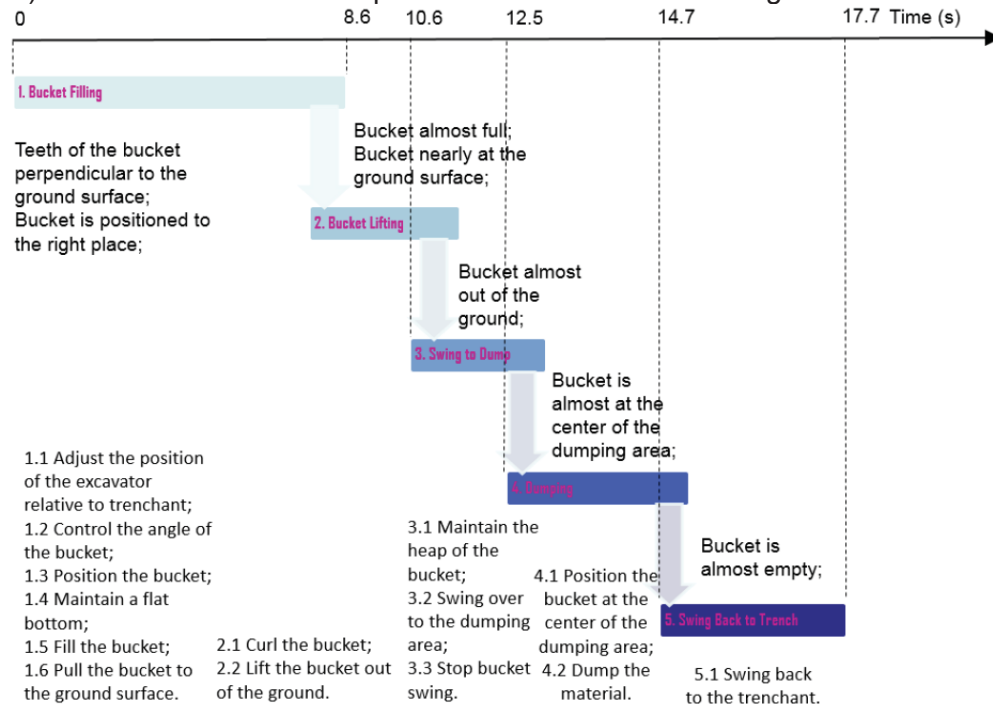 0
8.6
10.6
12.5
14.7
17.7
Time (s)
1. Bucket Filling
Teeth of the bucket
perpendicular to the
ground surface;
Bucket is positioned to
the right place;
Bucket almost full;
Bucket nearly at the
ground surface;
2. Bucket Lifting
Bucket almost
out of the
ground;
3. Swing to Dump
Bucket is
almost at the
center of the
dumping area;
4. Dumping
Bucket is
almost empty;
5. Swing Back to Trench
1.1 Adjust the position
of the excavator
relative to trenchant;
1.2 Control the angle of
the bucket;
1.3 Position the bucket;
1.4 Maintain a flat
bottom;
1.5 Fill the bucket;
1.6 Pull the bucket to
the ground surface.
2.1 Curl the bucket;
2.2 Lift the bucket out
of the ground.
3.1 Maintain the
heap of the
bucket;
3.2 Swing over
to the dumping
area;
3.3 Stop bucket
swing.
4.1 Position the
bucket at the
center of the
dumping area;
4.2 Dump the
material.
5.1 Swing back
to the trenchant.